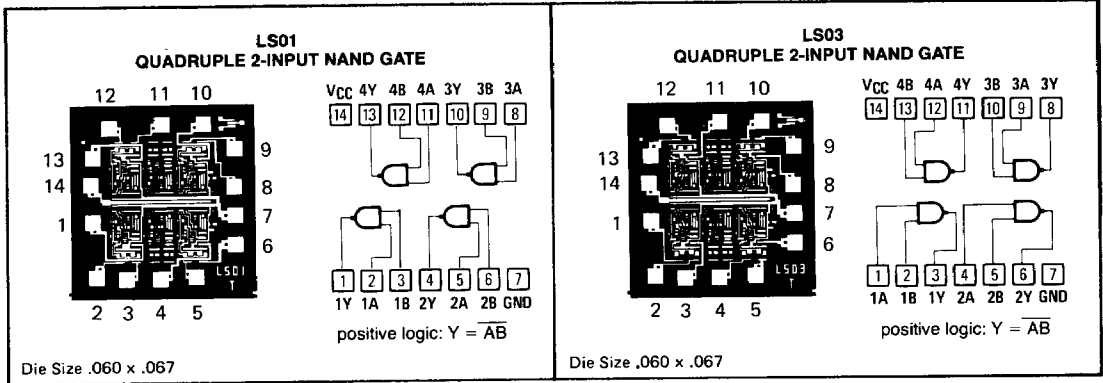 LS01
QUADRUPLE 2-INPUT NAND GATE
12 11 10
13
14
1
9
8
7
6
LS01
T
2 3 4 5
VCC 4Y 4B 4A 3Y 3B 3A
14 13 12 11 10 9 8
1 2 3 4 5 6 7
1Y 1A 1B 2Y 2A 2B GND
positive logic: Y = A̅B̅
Die Size .060 x .067
LS03
QUADRUPLE 2-INPUT NAND GATE
12 11 10
13
14
1
9
8
7
6
LS03
T
2 3 4 5
VCC 4B 4A 4Y 3B 3A 3Y
14 13 12 11 10 9 8
1 2 3 4 5 6 7
1A 1B 1Y 2A 2B 2Y GND
positive logic: Y = A̅B̅
Die Size .060 x .067